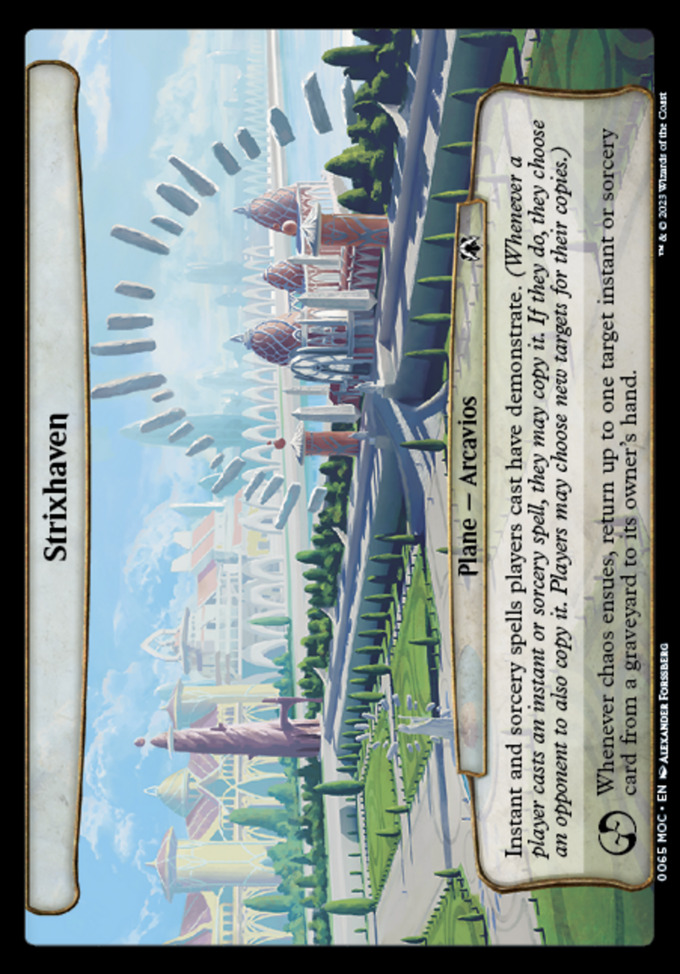 Strixhaven
Plane — Arcavios
Instant and sorcery spells players cast have demonstrate. (Whenever a
player casts an instant or sorcery spell, they may copy it. If they do, they choose
an opponent to also copy it. Players may choose new targets for their copies.)
Whenever chaos ensues, return up to one target instant or sorcery
card from a graveyard to its owner's hand.
0065 MOC • EN ALEXANDER FORSSBERG
™ & © 2023 Wizards of the Coast